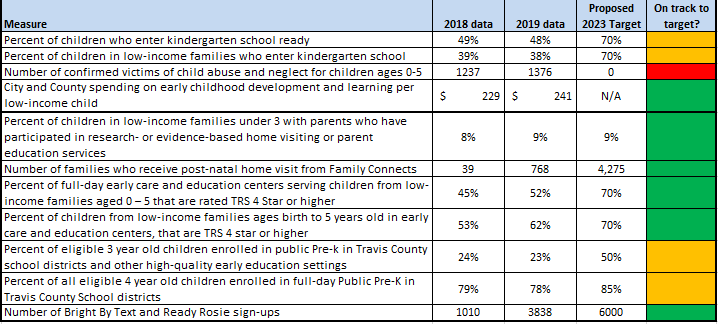 Measure 2018 data 2019 data Proposed 2023 Target On track to target?
Percent of children who enter kindergarten school ready 49% 48% 70%
Percent of children in low-income families who enter kindergarten school 39% 38% 70%
Number of confirmed victims of child abuse and neglect for children ages 0-5 1237 1376 0
City and County spending on early childhood development and learning per
low-income child $ 229 $ 241 N/A
Percent of children in low-income families under 3 with parents who have
participated in research- or evidence-based home visiting or parent
education services 8% 9% 9%
Number of families who receive post-natal home visit from Family Connects 39 768 4,275
Percent of full-day early care and education centers serving children from low-
income families aged 0 – 5 that are rated TRS 4 Star or higher 45% 52% 70%
Percent of children from low-income families ages birth to 5 years old in early
care and education centers, that are TRS 4 star or higher 53% 62% 70%
Percent of eligible 3 year old children enrolled in public Pre-k in Travis County
school districts and other high-quality early education settings 24% 23% 50%
Percent of all eligible 4 year old children enrolled in full-day Public Pre-K in
Travis County School districts 79% 78% 85%
Number of Bright By Text and Ready Rosie sign-ups 1010 3838 6000